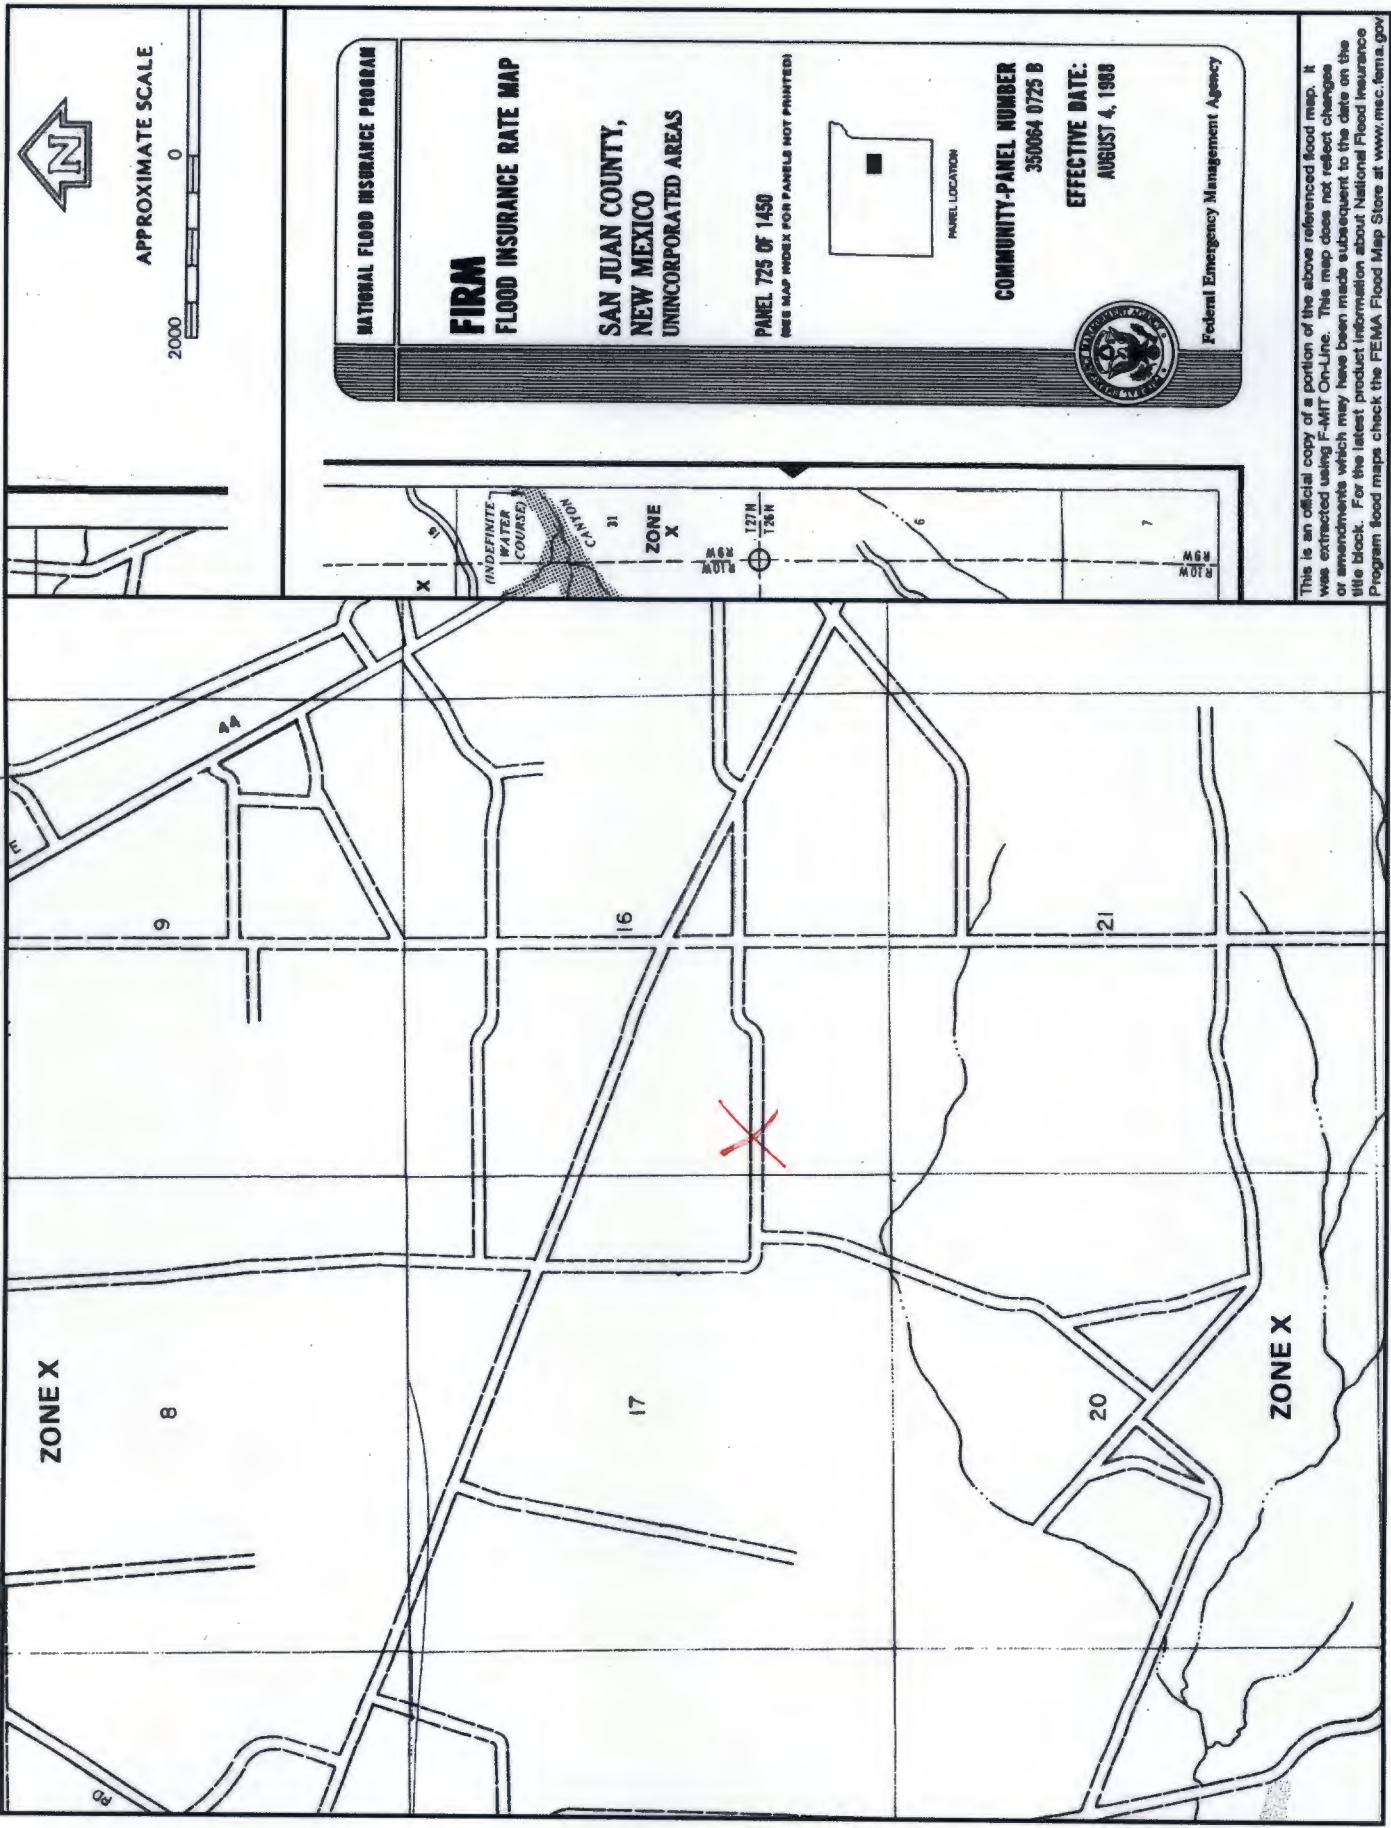 APPROXIMATE SCALE
2000
0
N
NATIONAL FLOOD INSURANCE PROGRAM
FIRM
FLOOD INSURANCE RATE MAP
SAN JUAN COUNTY,
NEW MEXICO
UNINCORPORATED AREAS
PANEL 725 OF 1450
(SEE MAP INDEX FOR PANELS NOT PRINTED)
PANEL LOCATION
COMMUNITY-PANEL NUMBER
350064 0725 B
EFFECTIVE DATE:
AUGUST 4, 1988
Federal Emergency Management Agency
This is an official copy of a portion of the above referenced flood map. It
was extracted using F-MIT On-Line. This map does not reflect changes
or amendments which may have been made subsequent to the date on the
title block. For the latest product information about National Flood Insurance
Program flood maps check the FEMA Flood Map Store at www.msc.fema.gov
X
(INDEFINITE
WATER
COURSE)
CANYON
31
ZONE
X
R10W
R9W
T27N
T26N
6
7
R10W
R9W
E
44
9
16
21
ZONE X
8
17
20
ZONE X
RD